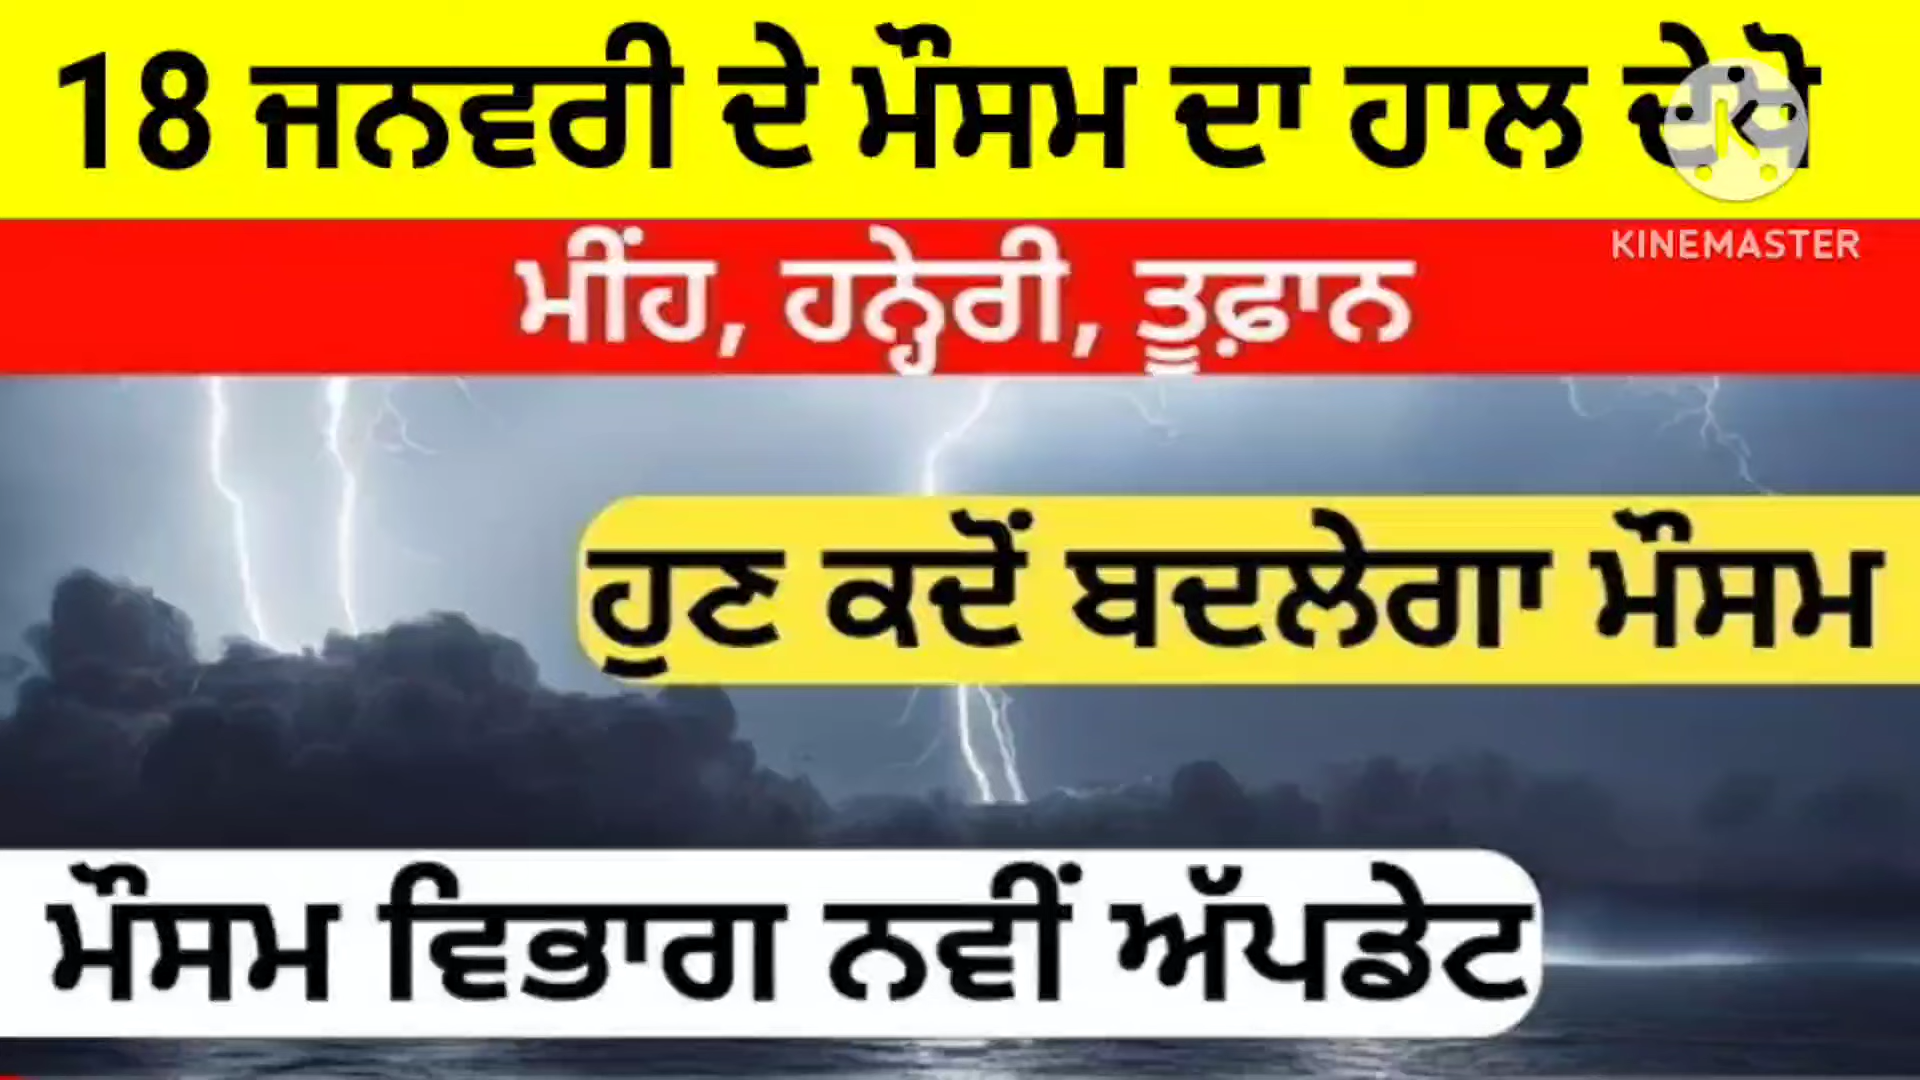 18 ਜਨਵਰੀ ਦੇ ਮੌਸਮ ਦਾ ਹਾਲ
KINEMASTER
ਮੀਂਹ, ਹਨ੍ਹੇਰੀ, ਤੂਫ਼ਾਨ
ਹੁਣ ਕਦੋਂ ਬਦਲੇਗਾ ਮੌਸਮ
ਮੌਸਮ ਵਿਭਾਗ ਨਵੀਂ ਅੱਪਡੇਟ